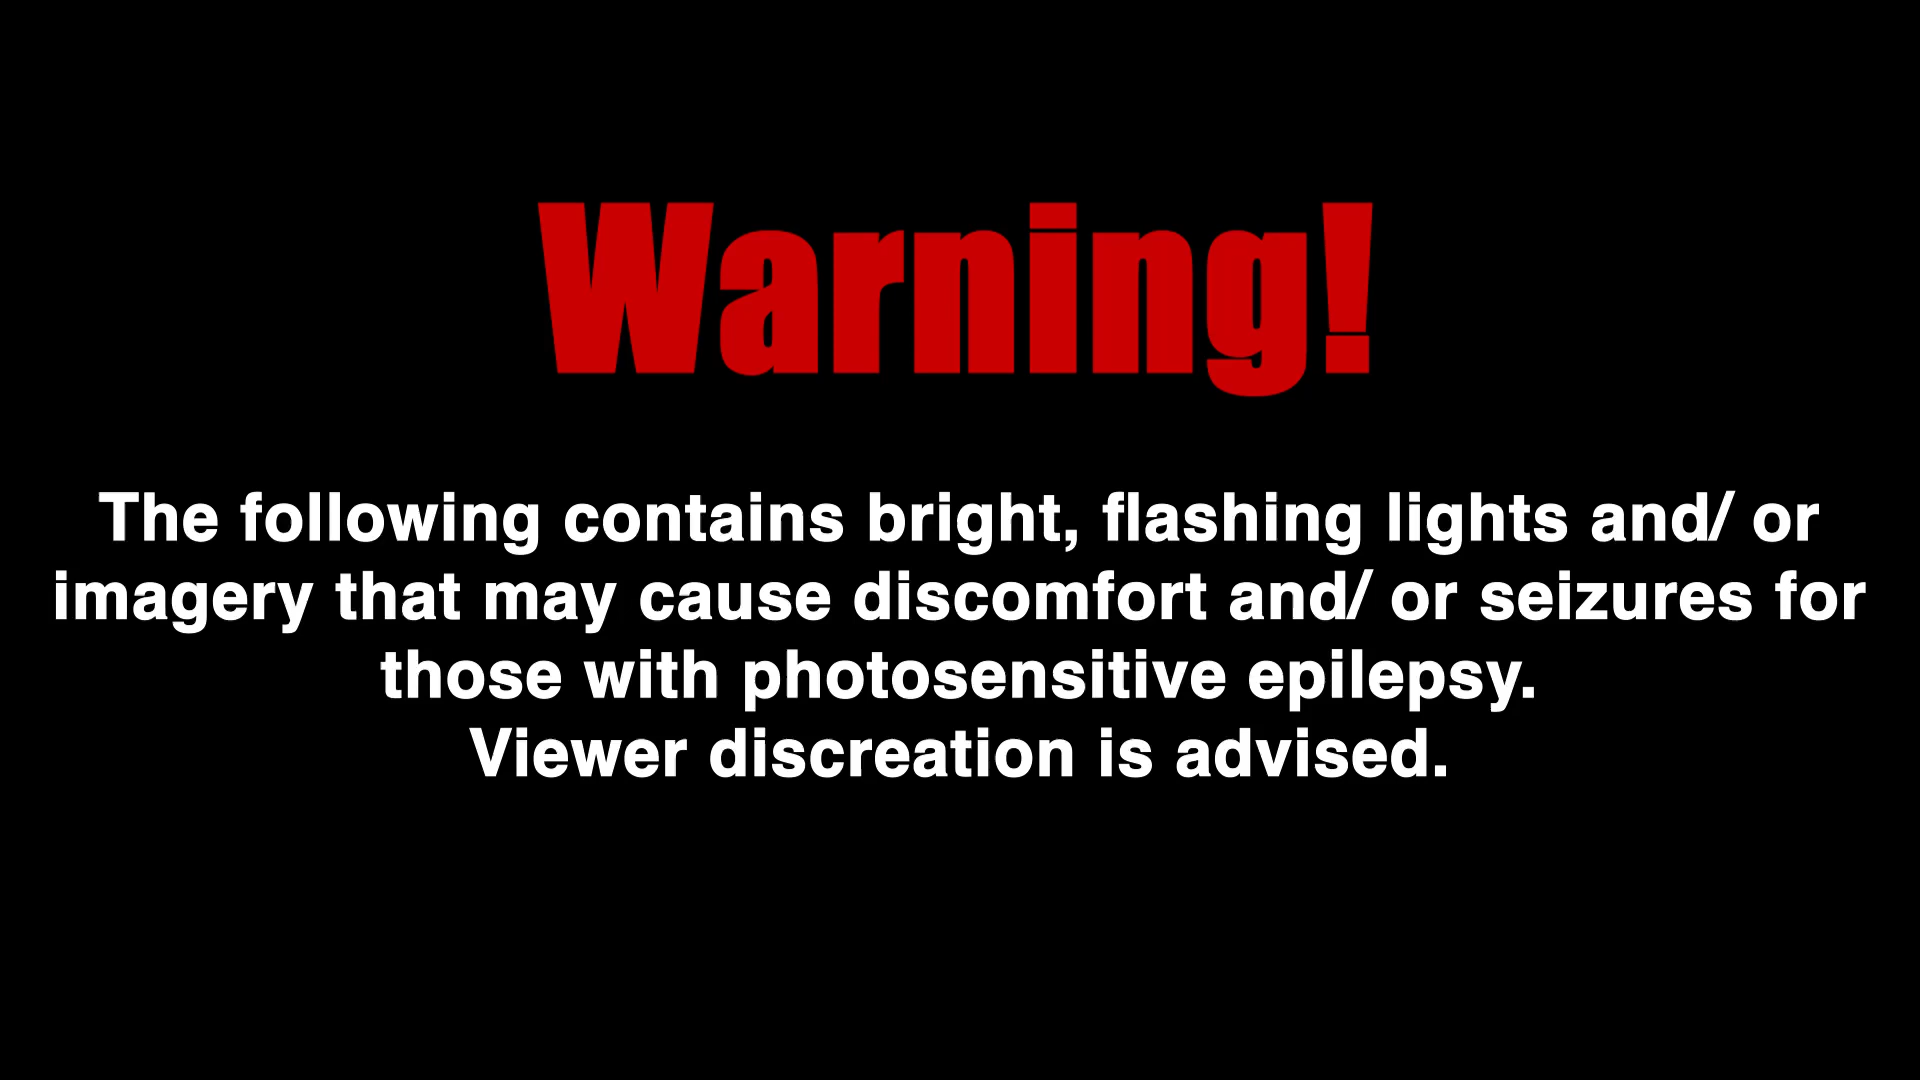 Warning!
The following contains bright, flashing lights and/ or
imagery that may cause discomfort and/ or seizures for
those with photosensitive epilepsy.
Viewer discreation is advised.